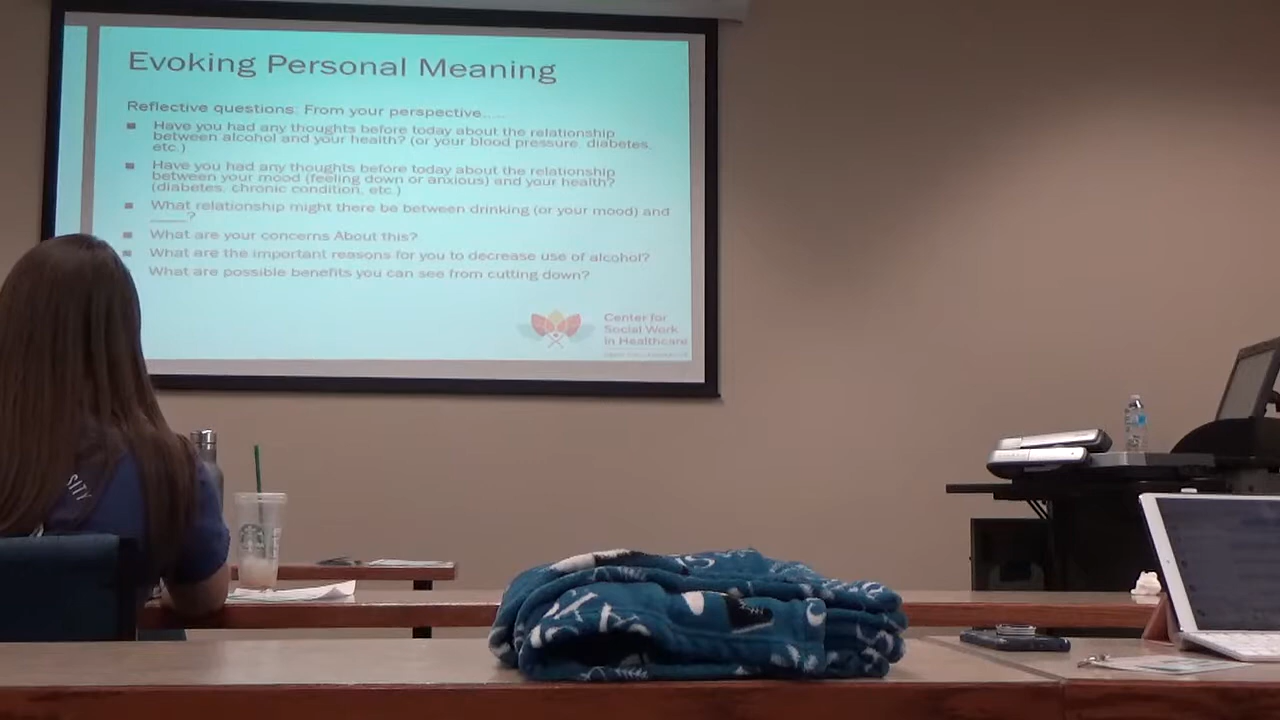 Evoking Personal Meaning
Reflective questions: From your perspective.....
Have you had any thoughts before today about the relationship
between alcohol and your health? (or your blood pressure, diabetes,
etc.)
Have you had any thoughts before today about the relationship
between your mood (feeling down or anxious) and your health?
(diabetes, chronic condition, etc.)
What relationship might there be between drinking (or your mood) and
_____?
What are your concerns About this?
What are the important reasons for you to decrease use of alcohol?
What are possible benefits you can see from cutting down?
Center for
Social Work
in Healthcare
SITY